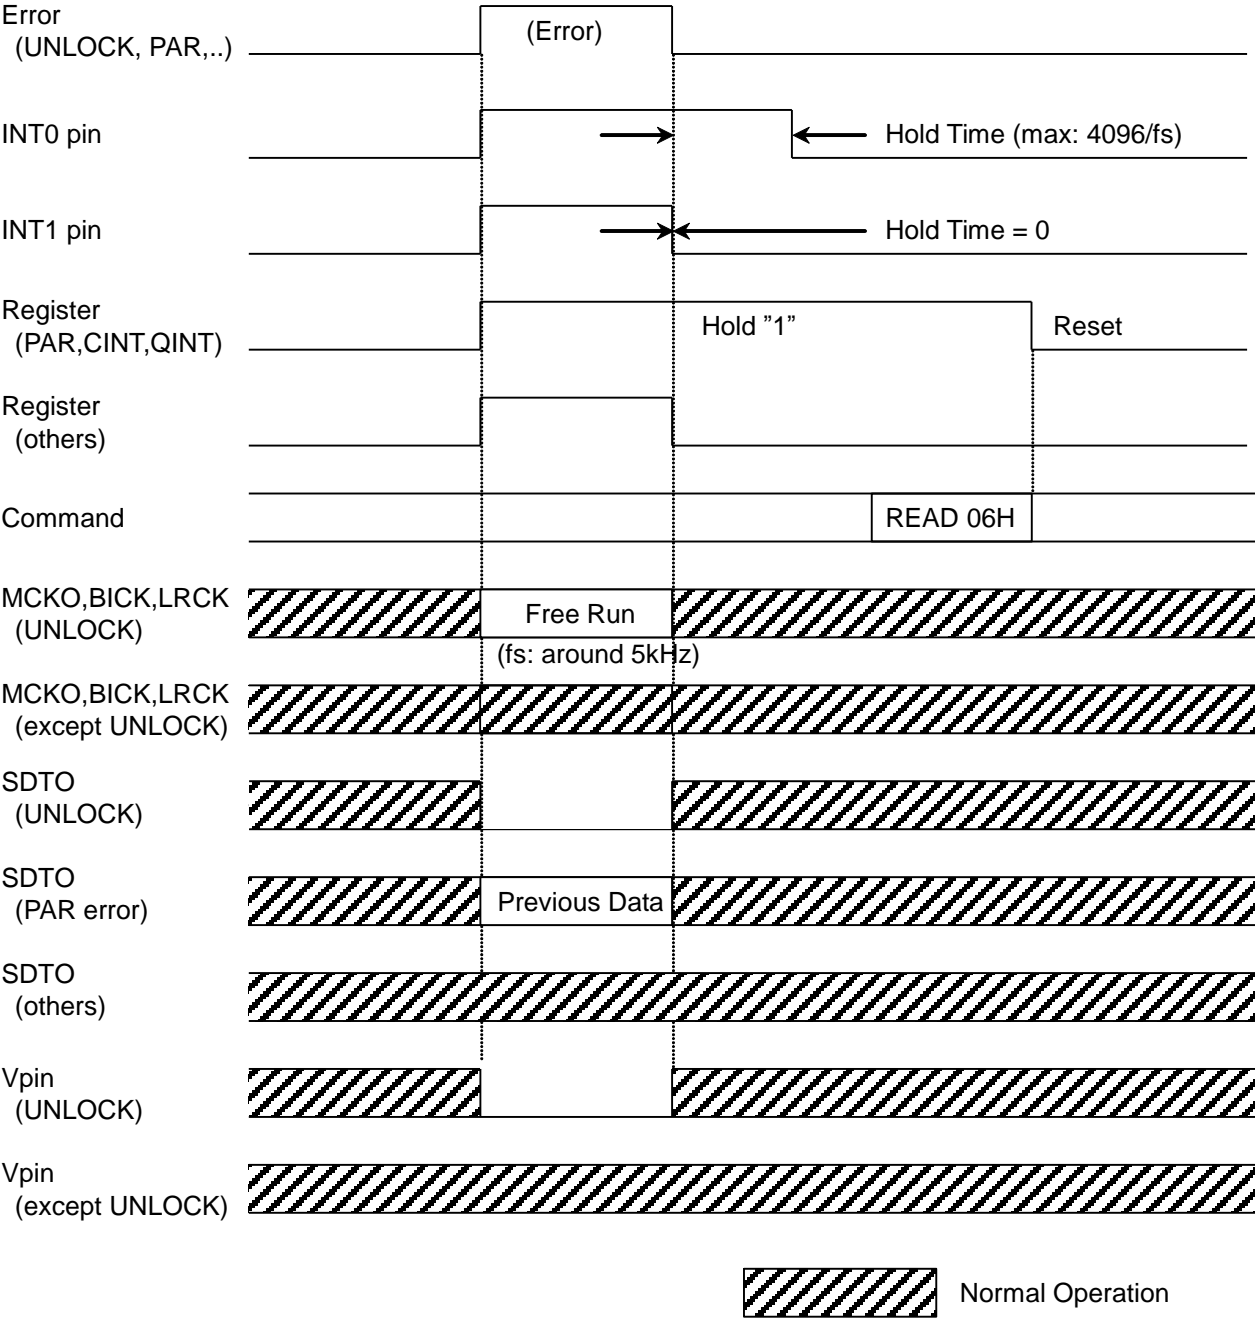 Error
(UNLOCK, PAR,..)
(Error)
INT0 pin
Hold Time (max: 4096/fs)
INT1 pin
Hold Time = 0
Register
(PAR,CINT,QINT)
Hold ”1”
Reset
Register
(others)
Command
READ 06H
MCKO,BICK,LRCK
(UNLOCK)
Free Run
(fs: around 5kHz)
MCKO,BICK,LRCK
(except UNLOCK)
SDTO
(UNLOCK)
SDTO
(PAR error)
Previous Data
SDTO
(others)
Vpin
(UNLOCK)
Vpin
(except UNLOCK)
Normal Operation